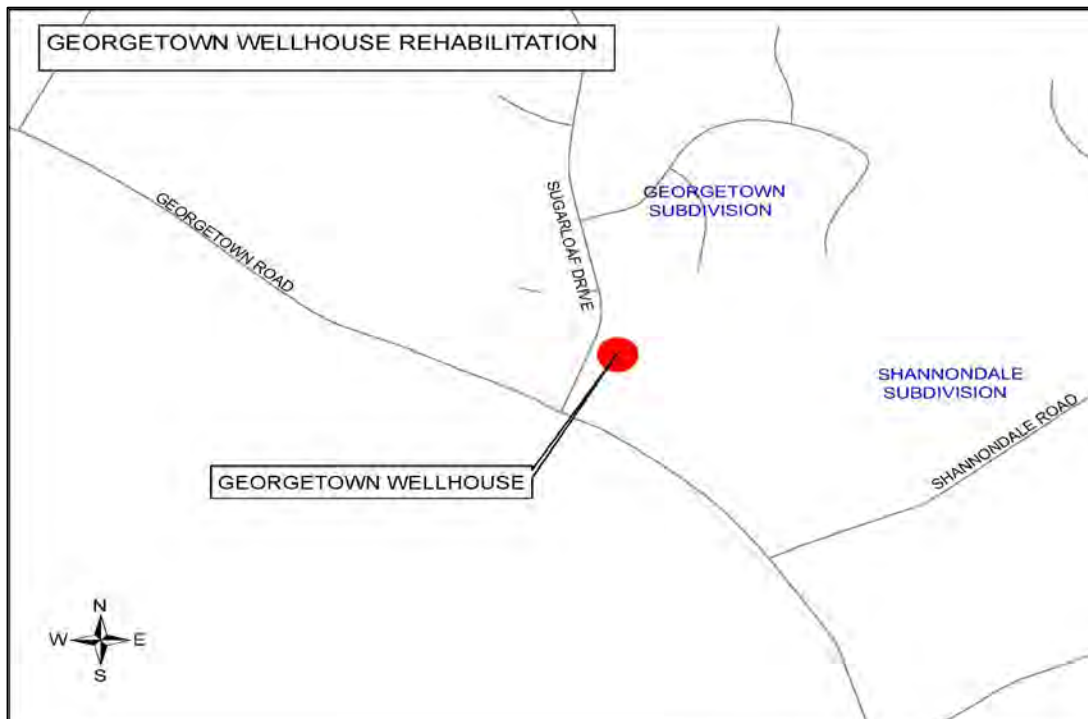 GEORGETOWN WELLHOUSE REHABILITATION
GEORGETOWN ROAD
SUGARLOAF DRIVE
GEORGETOWN
SUBDIVISION
SHANNONDALE
SUBDIVISION
SHANNONDALE ROAD
GEORGETOWN WELLHOUSE
N
W E
S